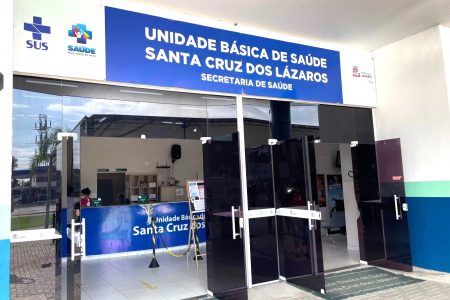 SUS
SAÚDE
UNIDADE BÁSICA DE SAÚDE
SANTA CRUZ DOS LÁZAROS
SECRETARIA DE SAÚDE
Unidade Básica de
Santa Cruz dos